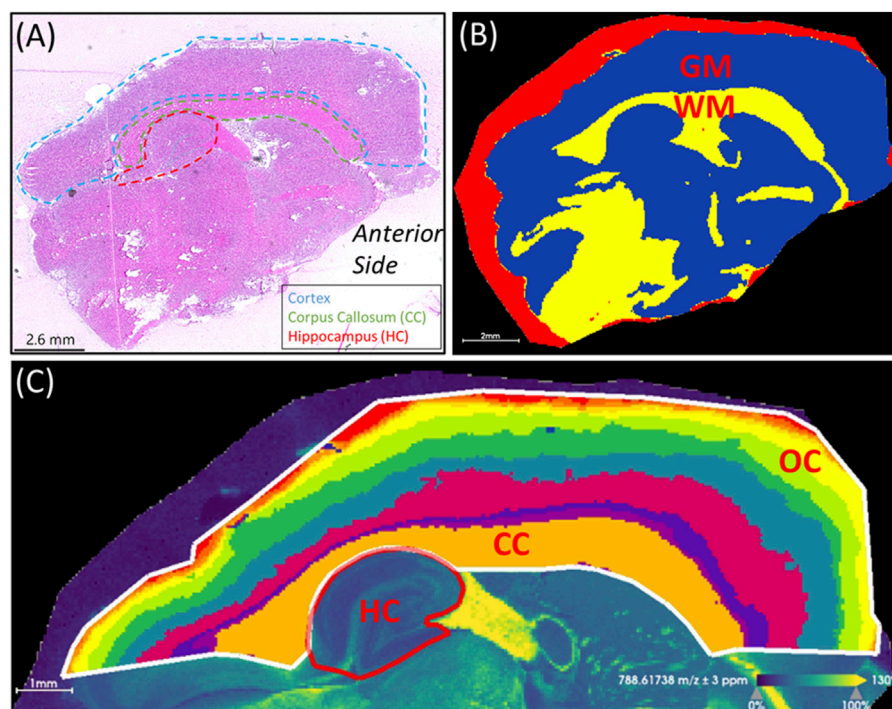 (A)
Anterior
Side
Cortex
Corpus Callosum (CC)
Hippocampus (HC)
2.6 mm
(B)
GM
WM
2mm
(C)
OC
CC
HC
1mm
788.61738 m/z ± 3 ppm
130%
0%
100%